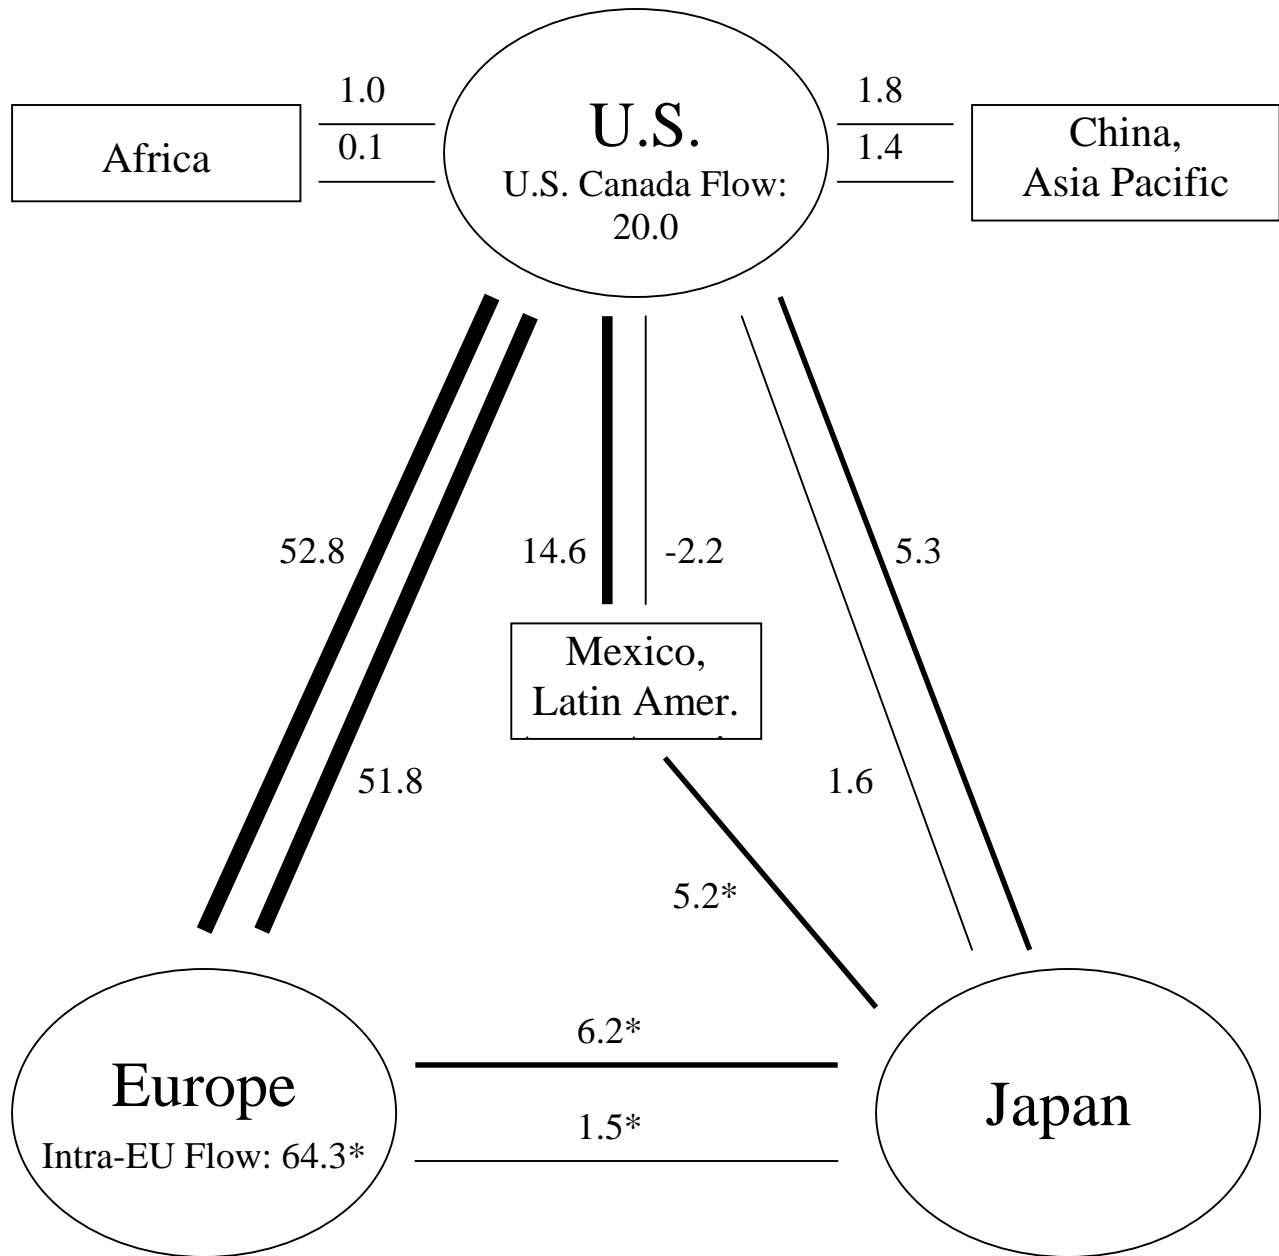 1.0
1.8
U.S.
China,
Africa
0.1
1.4
Asia Pacific
U.S. Canada Flow:
20.0
52.8
14.6
-2.2
5.3
Mexico,
Latin Amer.
51.8
1.6
5.2*
6.2*
Europe
Japan
1.5*
Intra-EU Flow: 64.3*